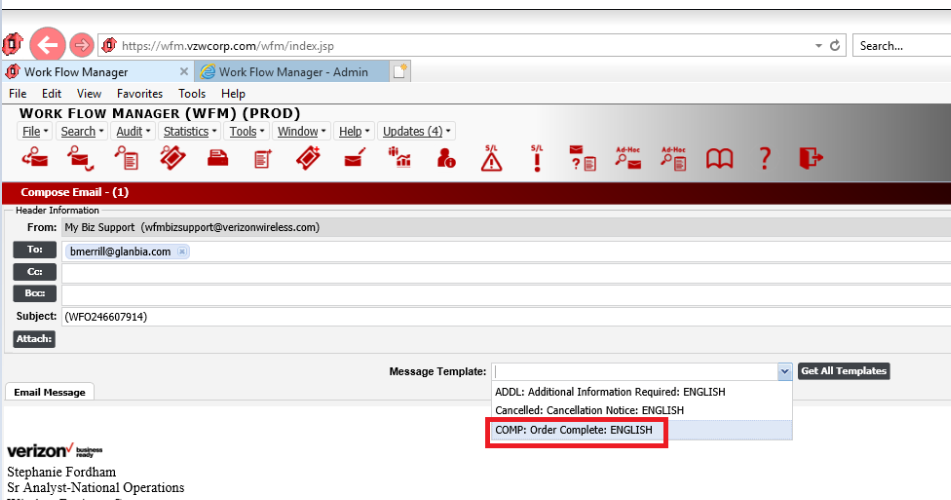 https://wfm.vzwcorp.com/wfm/index.jsp
Search...
Work Flow Manager
Work Flow Manager - Admin
File Edit View Favorites Tools Help
WORK FLOW MANAGER (WFM) (PROD)
File Search Audit Statistics Tools Window Help Updates (4)
S/L S/L Ad-Hoc Ad-Hoc
Compose Email - (1)
Header Information
From: My Biz Support (wfmbizsupport@verizonwireless.com)
To: bmerrill@glanbia.com
Cc:
Bcc:
Subject: (WFO246607914)
Attach:
Message Template: Get All Templates
ADDL: Additional Information Required: ENGLISH
Email Message
Cancelled: Cancellation Notice: ENGLISH
COMP: Order Complete: ENGLISH
verizon business ready
Stephanie Fordham
Sr Analyst-National Operations